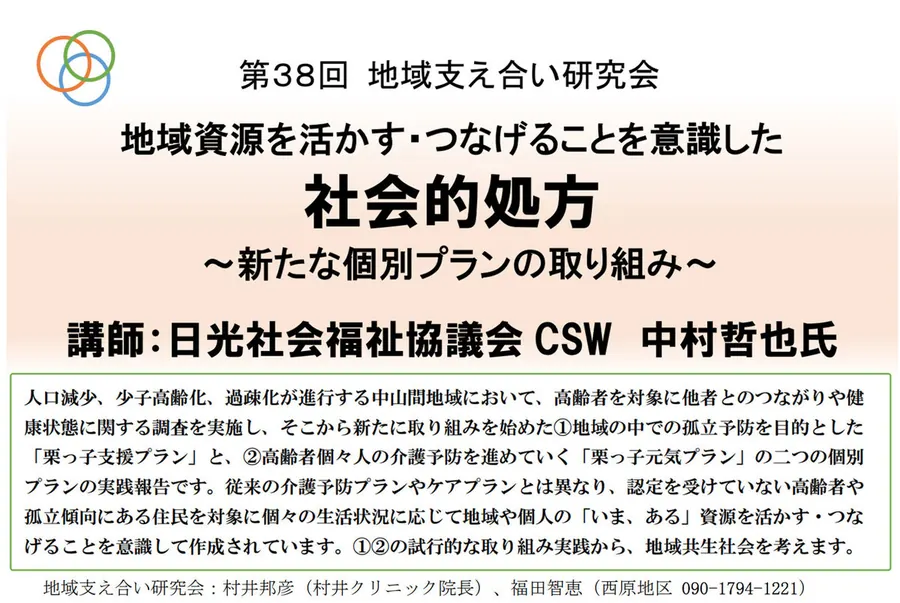 第38回 地域支え合い研究会
地域資源を活かす・つなげることを意識した
社会的処方
～新たな個別プランの取り組み～
講師：日光社会福祉協議会 CSW 中村哲也氏
人口減少、少子高齢化、過疎化が進行する中山間地域において、高齢者を対象に他者とのつながりや健
康状態に関する調査を実施し、そこから新たに取り組みを始めた①地域の中での孤立予防を目的とした
「栗っ子支援プラン」と、②高齢者個々人の介護予防を進めていく「栗っ子元気プラン」の二つの個別
プランの実践報告です。従来の介護予防プランやケアプランとは異なり、認定を受けていない高齢者や
孤立傾向にある住民を対象に個々の生活状況に応じて地域や個人の「いま、ある」資源を活かす・つな
げることを意識して作成されています。①②の試行的な取り組み実践から、地域共生社会を考えます。
地域支え合い研究会：村井邦彦（村井クリニック院長）、福田智恵（西原地区 090-1794-1221）